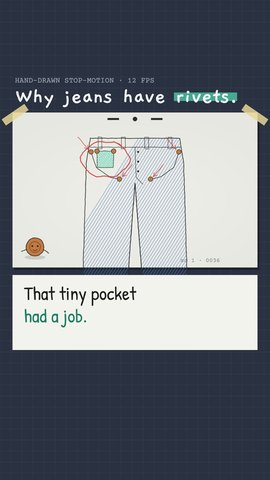 HAND-DRAWN STOP-MOTION · 12 FPS
Why jeans have rivets.
That tiny pocket
had a job.